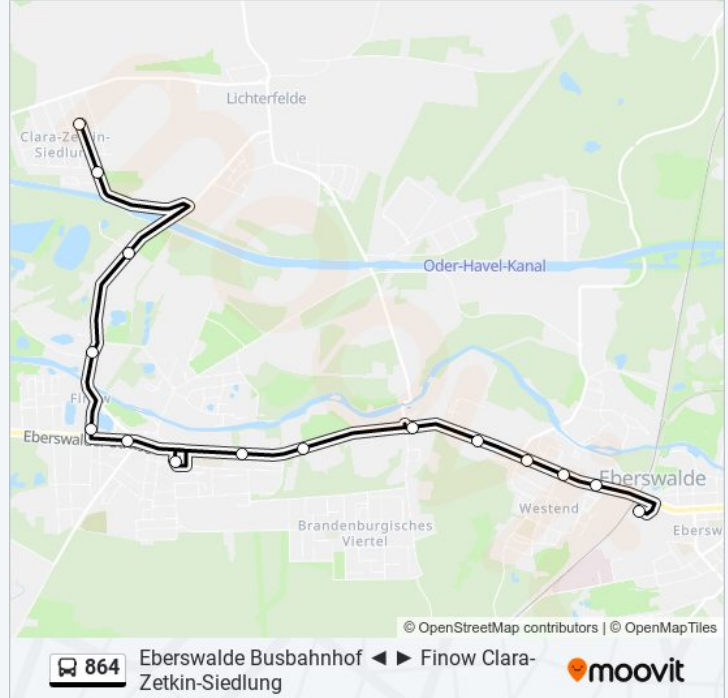 Lichterfelde
Clara-Zetkin-
Siedlung
Oder-Havel-Kanal
Finow
Eberswalder
Eberswalde
Westend
Ebersw
Brandenburgisches
Viertel
© OpenStreetMap contributors | © OpenMapTiles
864
Eberswalde Busbahnhof ◄ ► Finow Clara-
Zetkin-Siedlung
moovit